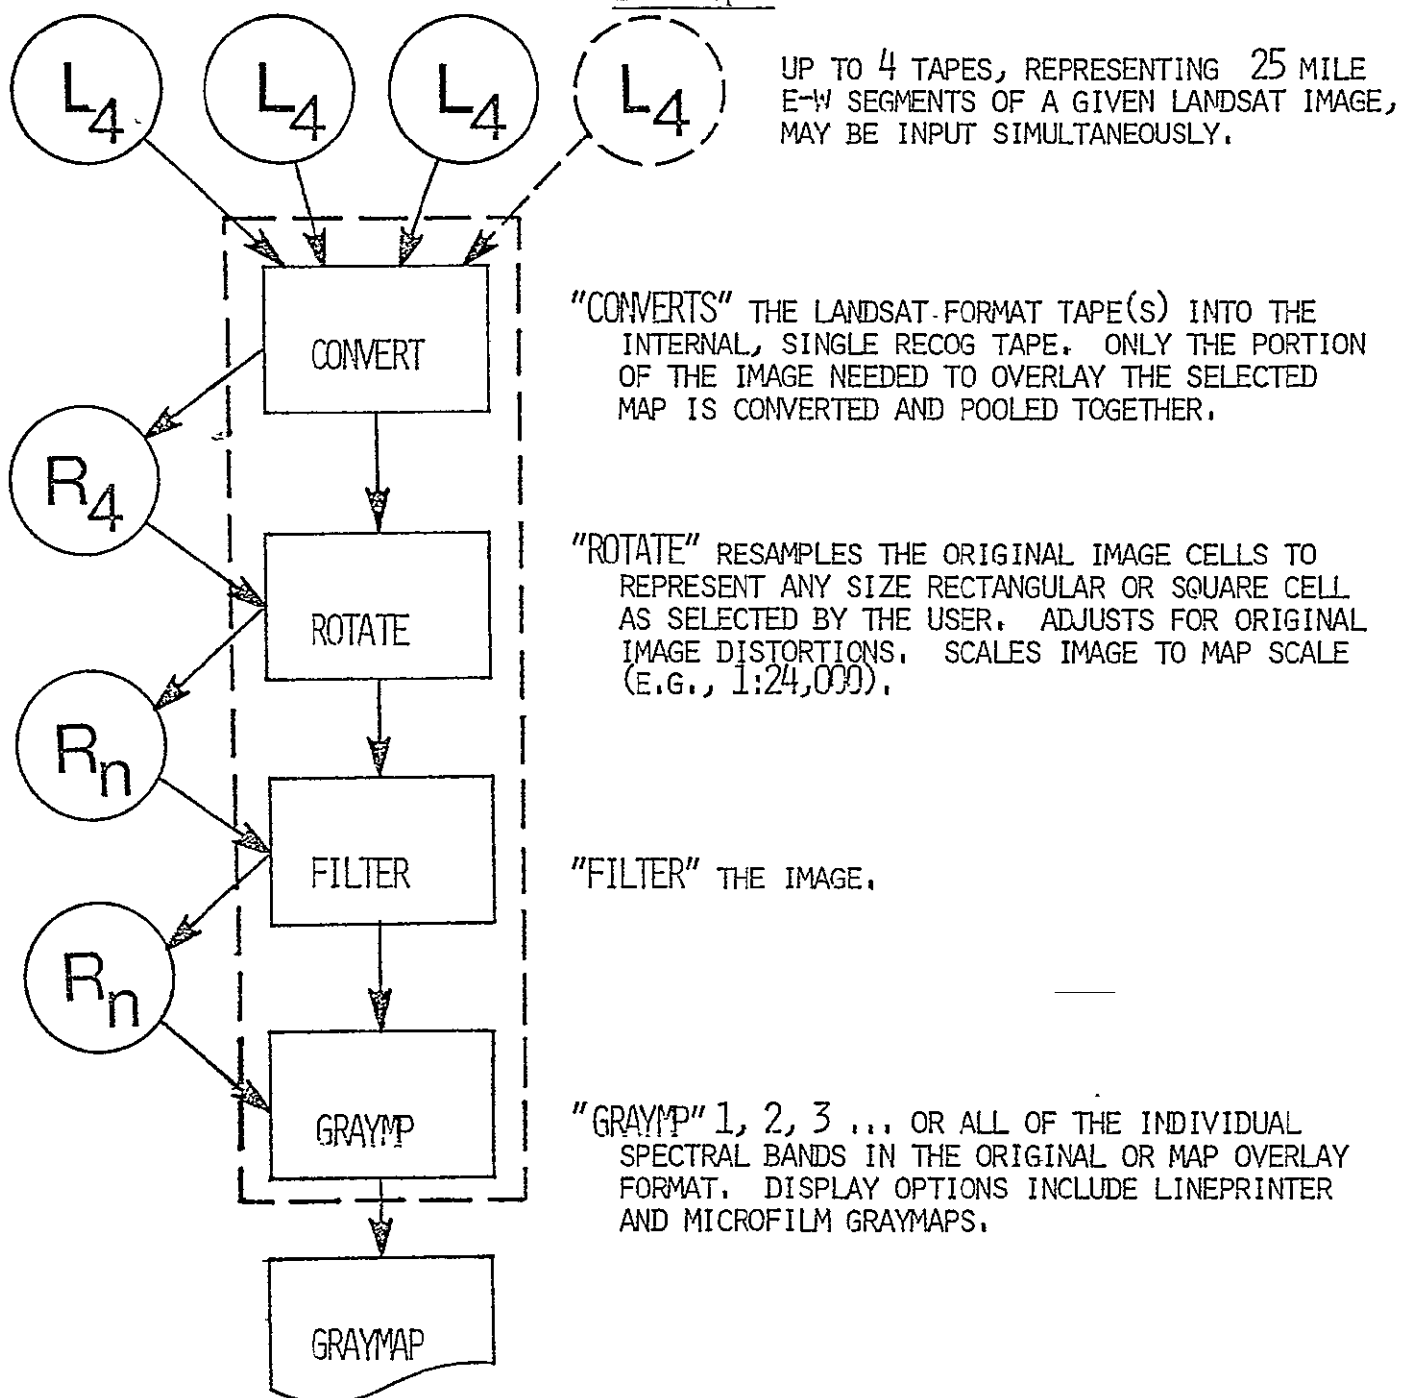 L4 L4 L4 L4
UP TO 4 TAPES, REPRESENTING 25 MILE
E-W SEGMENTS OF A GIVEN LANDSAT IMAGE,
MAY BE INPUT SIMULTANEOUSLY.
CONVERT
"CONVERTS" THE LANDSAT-FORMAT TAPE(S) INTO THE
INTERNAL, SINGLE RECOG TAPE. ONLY THE PORTION
OF THE IMAGE NEEDED TO OVERLAY THE SELECTED
MAP IS CONVERTED AND POOLED TOGETHER.
R4
ROTATE
"ROTATE" RESAMPLES THE ORIGINAL IMAGE CELLS TO
REPRESENT ANY SIZE RECTANGULAR OR SQUARE CELL
AS SELECTED BY THE USER. ADJUSTS FOR ORIGINAL
IMAGE DISTORTIONS. SCALES IMAGE TO MAP SCALE
(E.G., 1:24,000).
Rn
FILTER
"FILTER" THE IMAGE.
Rn
GRAYMP
"GRAYMP" 1, 2, 3 ... OR ALL OF THE INDIVIDUAL
SPECTRAL BANDS IN THE ORIGINAL OR MAP OVERLAY
FORMAT. DISPLAY OPTIONS INCLUDE LINEPRINTER
AND MICROFILM GRAYMAPS.
GRAYMAP